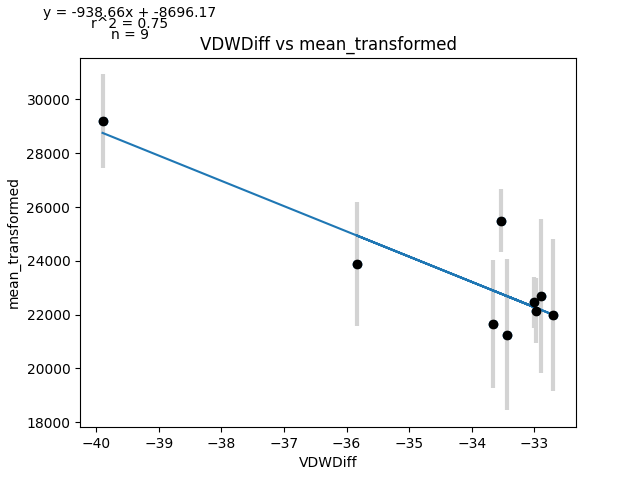 y = -938.66x + -8696.17
r^2 = 0.75
n = 9
VDWDiff vs mean_transformed
mean_transformed
30000
28000
26000
24000
22000
20000
18000
−40
−39
−38
−37
−36
−35
−34
−33
VDWDiff